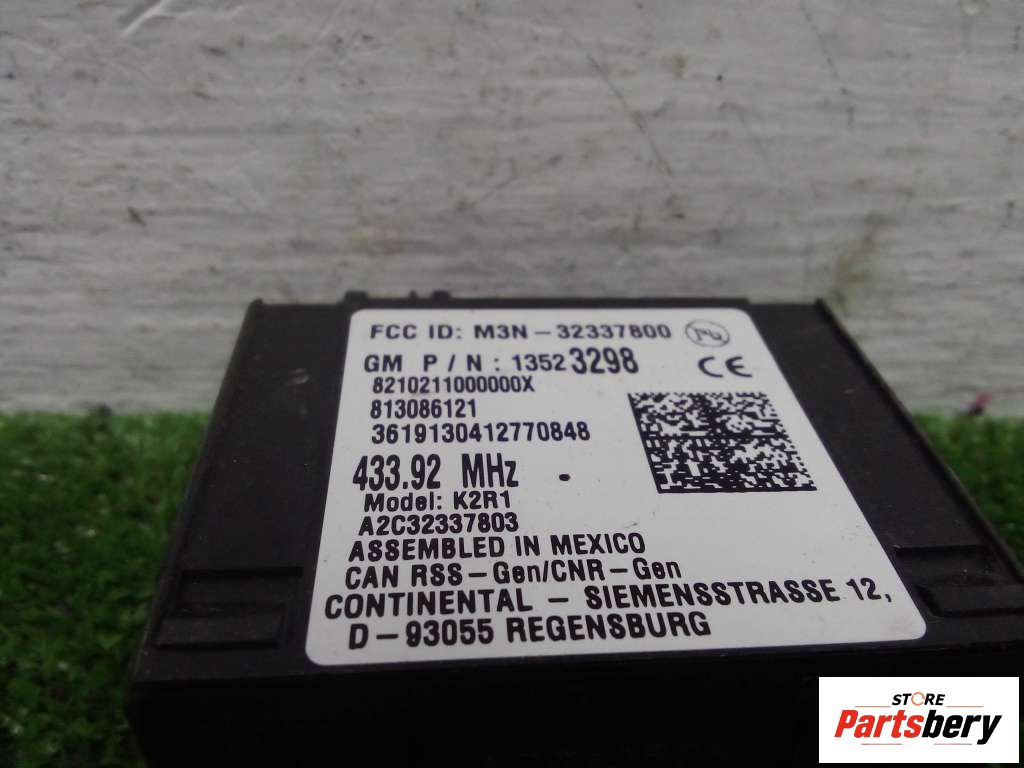 FCC ID: M3N-32337800 Pb
GM P/N: 13523298
CE
8210211000000X
813086121
3619130412770848
433.92 MHz .
Model: K2R1
A2C32337803
ASSEMBLED IN MEXICO
CAN RSS-Gen/CNR-Gen
CONTINENTAL - SIEMENSSTRASSE 12,
D-93055 REGENSBURG
STORE
Partsbery